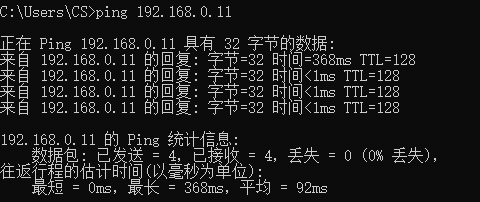 C:\Users\CS>ping 192.168.0.11
正在 Ping 192.168.0.11 具有 32 字节的数据:
来自 192.168.0.11 的回复: 字节=32 时间=368ms TTL=128
来自 192.168.0.11 的回复: 字节=32 时间<1ms TTL=128
来自 192.168.0.11 的回复: 字节=32 时间<1ms TTL=128
来自 192.168.0.11 的回复: 字节=32 时间<1ms TTL=128
192.168.0.11 的 Ping 统计信息:
数据包: 已发送 = 4, 已接收 = 4, 丢失 = 0 (0% 丢失),
往返行程的估计时间(以毫秒为单位):
最短 = 0ms, 最长 = 368ms, 平均 = 92ms